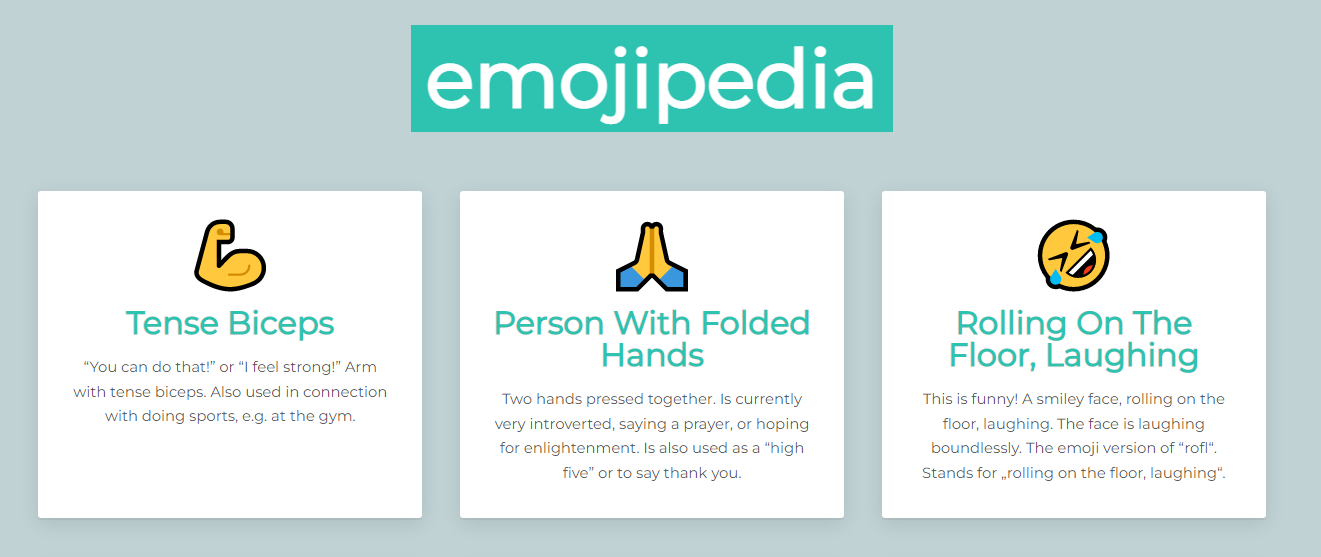 emojipedia
Tense Biceps
“You can do that!” or “I feel strong!” Arm
with tense biceps. Also used in connection
with doing sports, e.g. at the gym.
Person With Folded
Hands
Two hands pressed together. Is currently
very introverted, saying a prayer, or hoping
for enlightenment. Is also used as a “high
five” or to say thank you.
Rolling On The
Floor, Laughing
This is funny! A smiley face, rolling on the
floor, laughing. The face is laughing
boundlessly. The emoji version of “rofl“.
Stands for „rolling on the floor, laughing“.